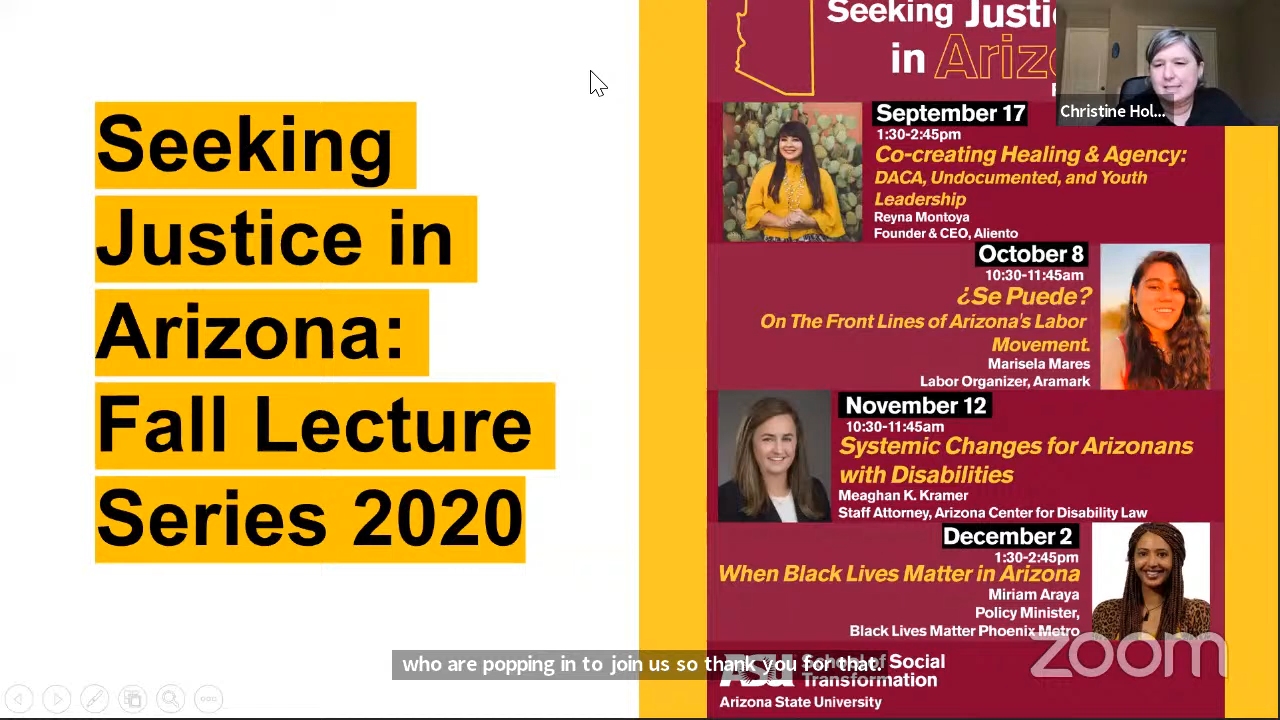 Seeking
Justice in
Arizona:
Fall Lecture
Series 2020
Seeking Justi
in Ariz
Christine Hol...
September 17
1:30-2:45pm
Co-creating Healing & Agency:
DACA, Undocumented, and Youth
Leadership
Reyna Montoya
Founder & CEO, Aliento
October 8
10:30-11:45am
¿Se Puede?
On The Front Lines of Arizona's Labor
Movement.
Marisela Mares
Labor Organizer, Aramark
November 12
10:30-11:45am
Systemic Changes for Arizonans
with Disabilities
Meaghan K. Kramer
Staff Attorney, Arizona Center for Disability Law
December 2
1:30-2:45pm
When Black Lives Matter in Arizona
Miriam Araya
Policy Minister,
Black Lives Matter Phoenix Metro
who are popping in to join us so thank you for that.
ASU School of Social
Transformation
Arizona State University
zoom